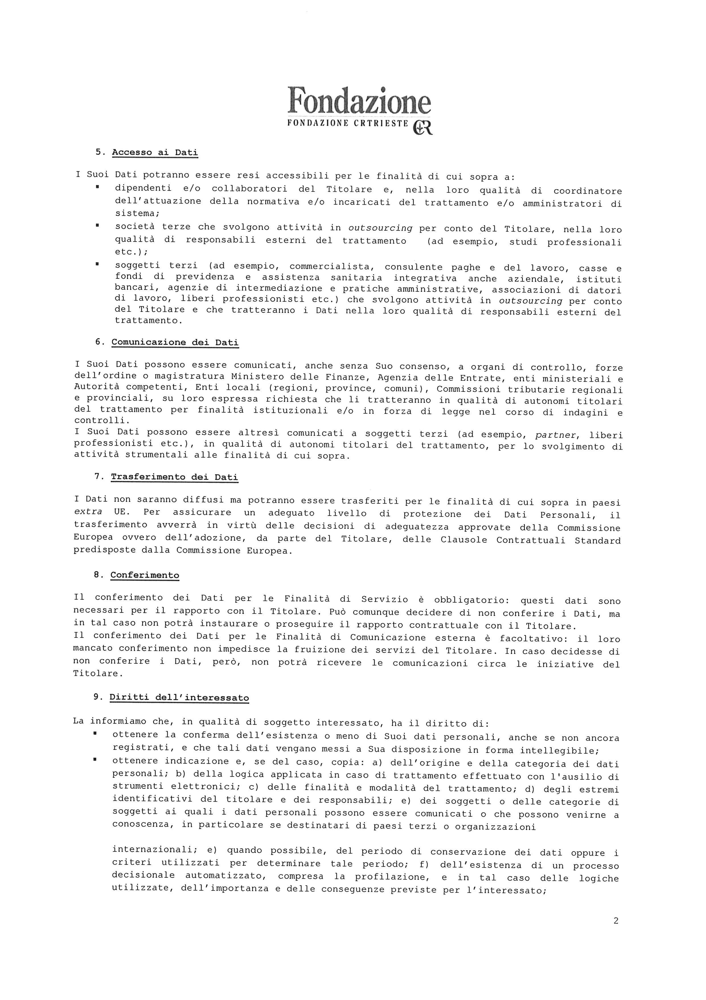 Fondazione
FONDAZIONE CRTRIESTE CR
5. Accesso ai Dati
I Suoi Dati potranno essere resi accessibili per le finalità di cui sopra a:
▪ dipendenti e/o collaboratori del Titolare e, nella loro qualità di coordinatore
dell'attuazione della normativa e/o incaricati del trattamento e/o amministratori di
sistema;
▪ società terze che svolgono attività in outsourcing per conto del Titolare, nella loro
qualità di responsabili esterni del trattamento (ad esempio, studi professionali
etc.);
▪ soggetti terzi (ad esempio, commercialista, consulente paghe e del lavoro, casse e
fondi di previdenza e assistenza sanitaria integrativa anche aziendale, istituti
bancari, agenzie di intermediazione e pratiche amministrative, associazioni di datori
di lavoro, liberi professionisti etc.) che svolgono attività in outsourcing per conto
del Titolare e che tratteranno i Dati nella loro qualità di responsabili esterni del
trattamento.
6. Comunicazione dei Dati
I Suoi Dati possono essere comunicati, anche senza Suo consenso, a organi di controllo, forze
dell'ordine o magistratura Ministero delle Finanze, Agenzia delle Entrate, enti ministeriali e
Autorità competenti, Enti locali (regioni, province, comuni), Commissioni tributarie regionali
e provinciali, su loro espressa richiesta che li tratteranno in qualità di autonomi titolari
del trattamento per finalità istituzionali e/o in forza di legge nel corso di indagini e
controlli.
I Suoi Dati possono essere altresì comunicati a soggetti terzi (ad esempio, partner, liberi
professionisti etc.), in qualità di autonomi titolari del trattamento, per lo svolgimento di
attività strumentali alle finalità di cui sopra.
7. Trasferimento dei Dati
I Dati non saranno diffusi ma potranno essere trasferiti per le finalità di cui sopra in paesi
extra UE. Per assicurare un adeguato livello di protezione dei Dati Personali, il
trasferimento avverrà in virtù delle decisioni di adeguatezza approvate della Commissione
Europea ovvero dell'adozione, da parte del Titolare, delle Clausole Contrattuali Standard
predisposte dalla Commissione Europea.
8. Conferimento
Il conferimento dei Dati per le Finalità di Servizio è obbligatorio: questi dati sono
necessari per il rapporto con il Titolare. Può comunque decidere di non conferire i Dati, ma
in tal caso non potrà instaurare o proseguire il rapporto contrattuale con il Titolare.
Il conferimento dei Dati per le Finalità di Comunicazione esterna è facoltativo: il loro
mancato conferimento non impedisce la fruizione dei servizi del Titolare. In caso decidesse di
non conferire i Dati, però, non potrà ricevere le comunicazioni circa le iniziative del
Titolare.
9. Diritti dell'interessato
La informiamo che, in qualità di soggetto interessato, ha il diritto di:
▪ ottenere la conferma dell'esistenza o meno di Suoi dati personali, anche se non ancora
registrati, e che tali dati vengano messi a Sua disposizione in forma intellegibile;
▪ ottenere indicazione e, se del caso, copia: a) dell'origine e della categoria dei dati
personali; b) della logica applicata in caso di trattamento effettuato con l'ausilio di
strumenti elettronici; c) delle finalità e modalità del trattamento; d) degli estremi
identificativi del titolare e dei responsabili; e) dei soggetti o delle categorie di
soggetti ai quali i dati personali possono essere comunicati o che possono venirne a
conoscenza, in particolare se destinatari di paesi terzi o organizzazioni
internazionali; e) quando possibile, del periodo di conservazione dei dati oppure i
criteri utilizzati per determinare tale periodo; f) dell'esistenza di un processo
decisionale automatizzato, compresa la profilazione, e in tal caso delle logiche
utilizzate, dell'importanza e delle conseguenze previste per l'interessato;
2